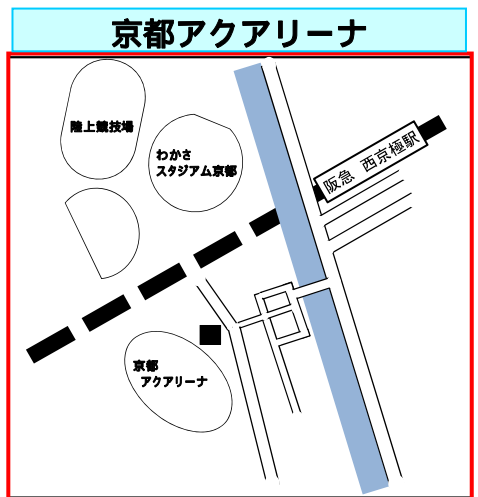 京都アクアリーナ
陸上競技場
わかさ
スタジアム京都
阪急 西京極駅
京都
アクアリーナ